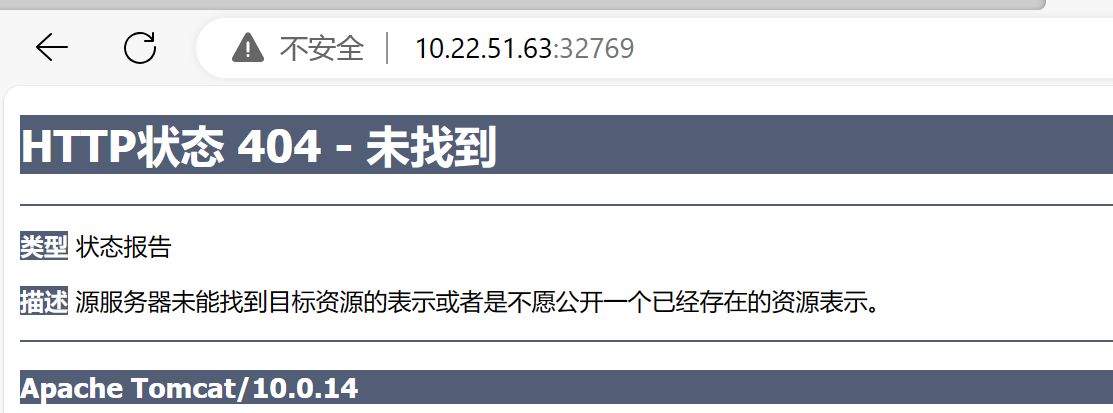 不安全 10.22.51.63:32769
HTTP状态 404 - 未找到
类型 状态报告
描述 源服务器未能找到目标资源的表示或者是不愿公开一个已经存在的资源表示。
Apache Tomcat/10.0.14